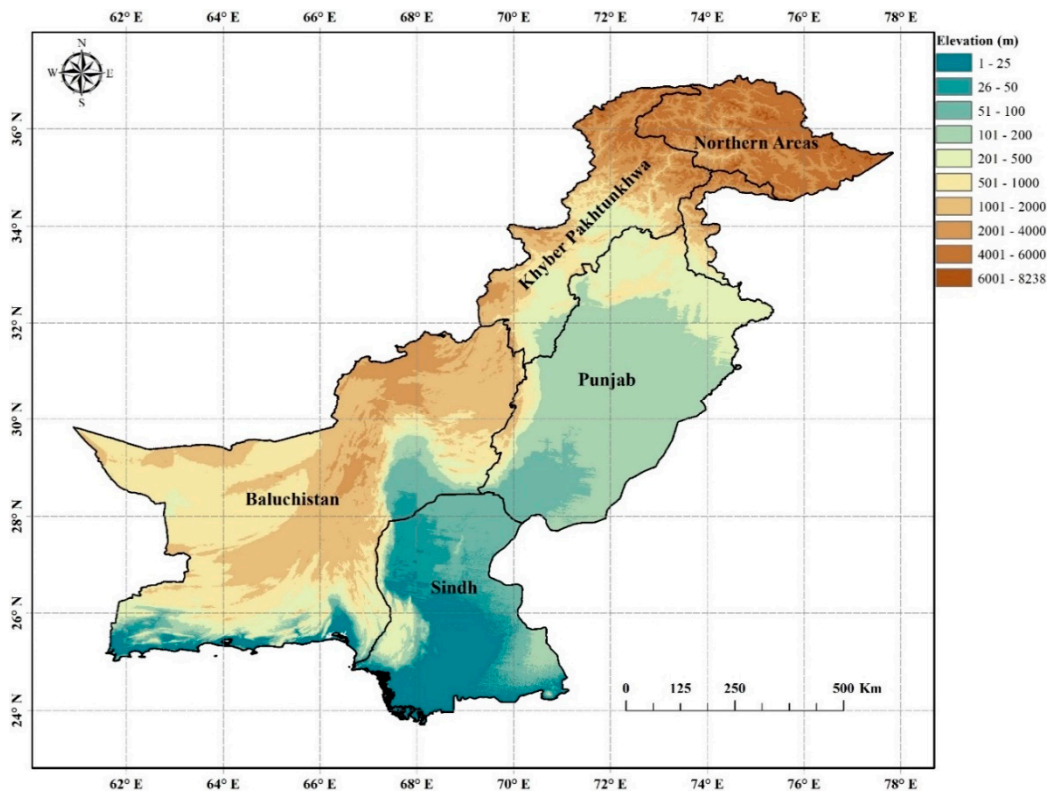 62° E 64° E 66° E 68° E 70° E 72° E 74° E 76° E 78° E
Elevation (m)
1 - 25
26 - 50
51 - 100
101 - 200
201 - 500
501 - 1000
1001 - 2000
2001 - 4000
4001 - 6000
6001 - 8238
N
W E
S
36° N
34° N
32° N
30° N
28° N
26° N
24° N
Northern Areas
Khyber Pakhtunkhwa
Punjab
Baluchistan
Sindh
0 125 250 500 Km
62° E 64° E 66° E 68° E 70° E 72° E 74° E 76° E 78° E